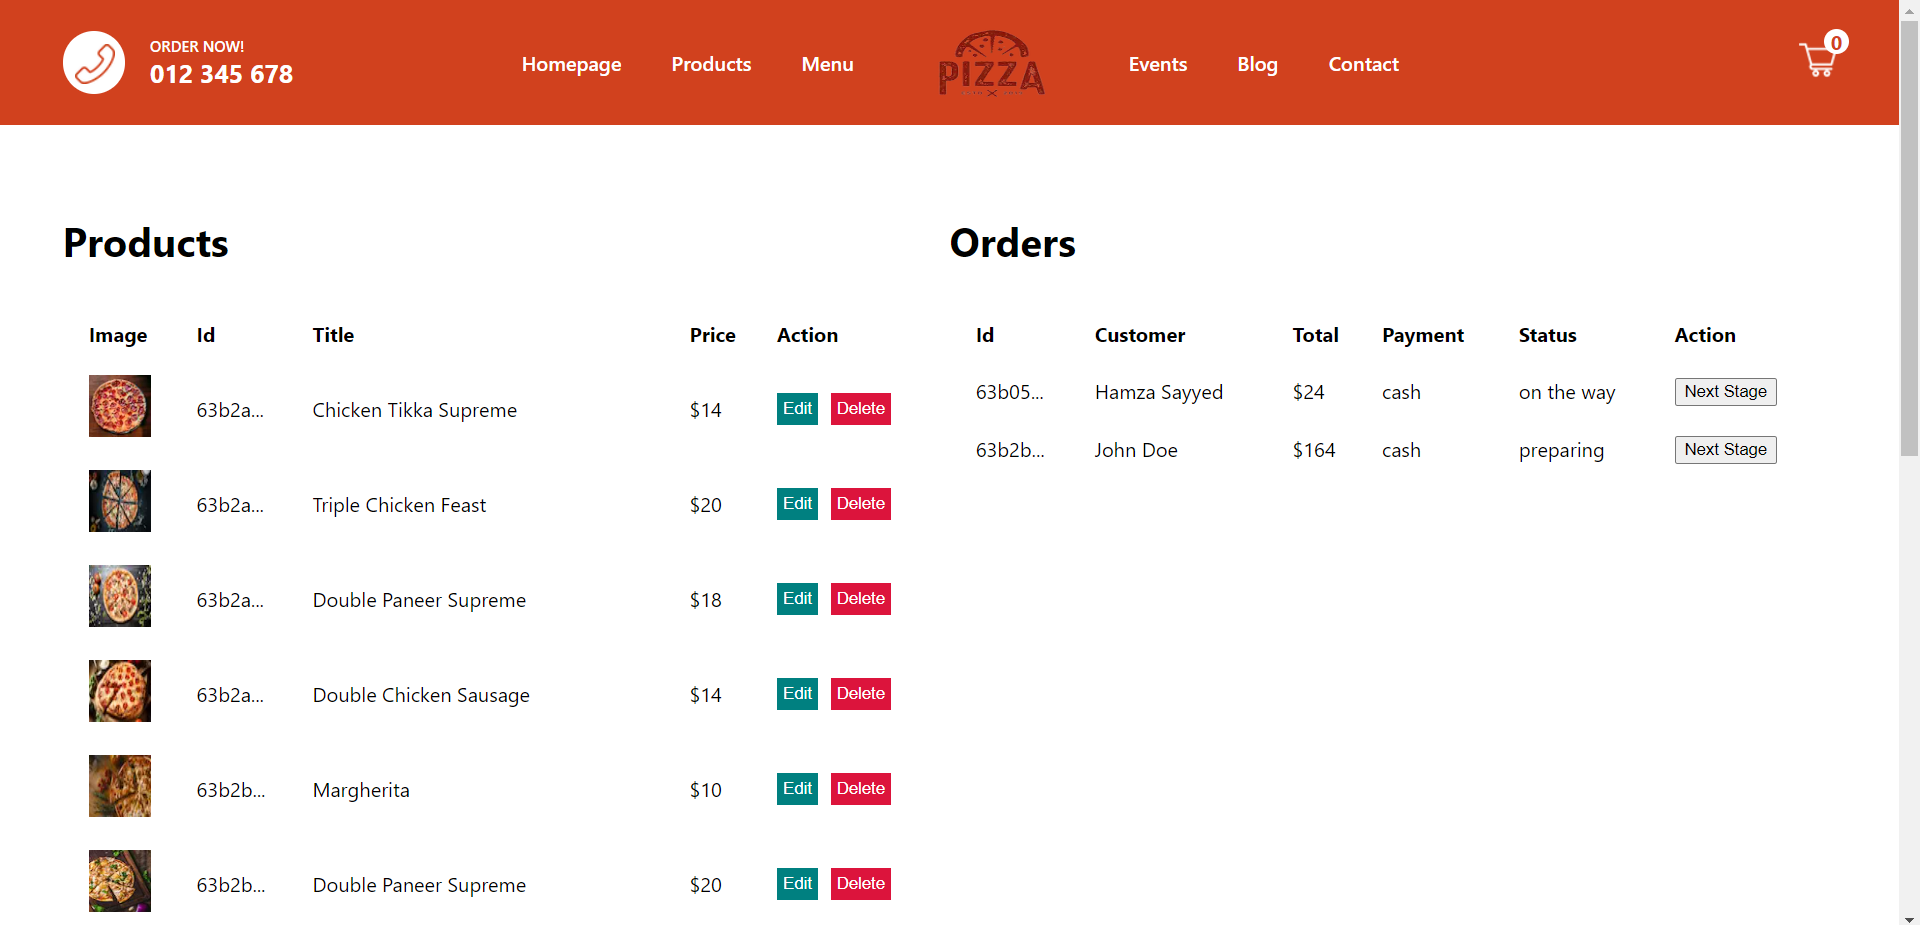 ORDER NOW!
012 345 678
Homepage
Products
Menu
PIZZA
Events
Blog
Contact
0
Products
Image Id Title Price Action
63b2a... Chicken Tikka Supreme $14 Edit Delete
63b2a... Triple Chicken Feast $20 Edit Delete
63b2a... Double Paneer Supreme $18 Edit Delete
63b2a... Double Chicken Sausage $14 Edit Delete
63b2b... Margherita $10 Edit Delete
63b2b... Double Paneer Supreme $20 Edit Delete
Orders
Id Customer Total Payment Status Action
63b05... Hamza Sayyed $24 cash on the way Next Stage
63b2b... John Doe $164 cash preparing Next Stage